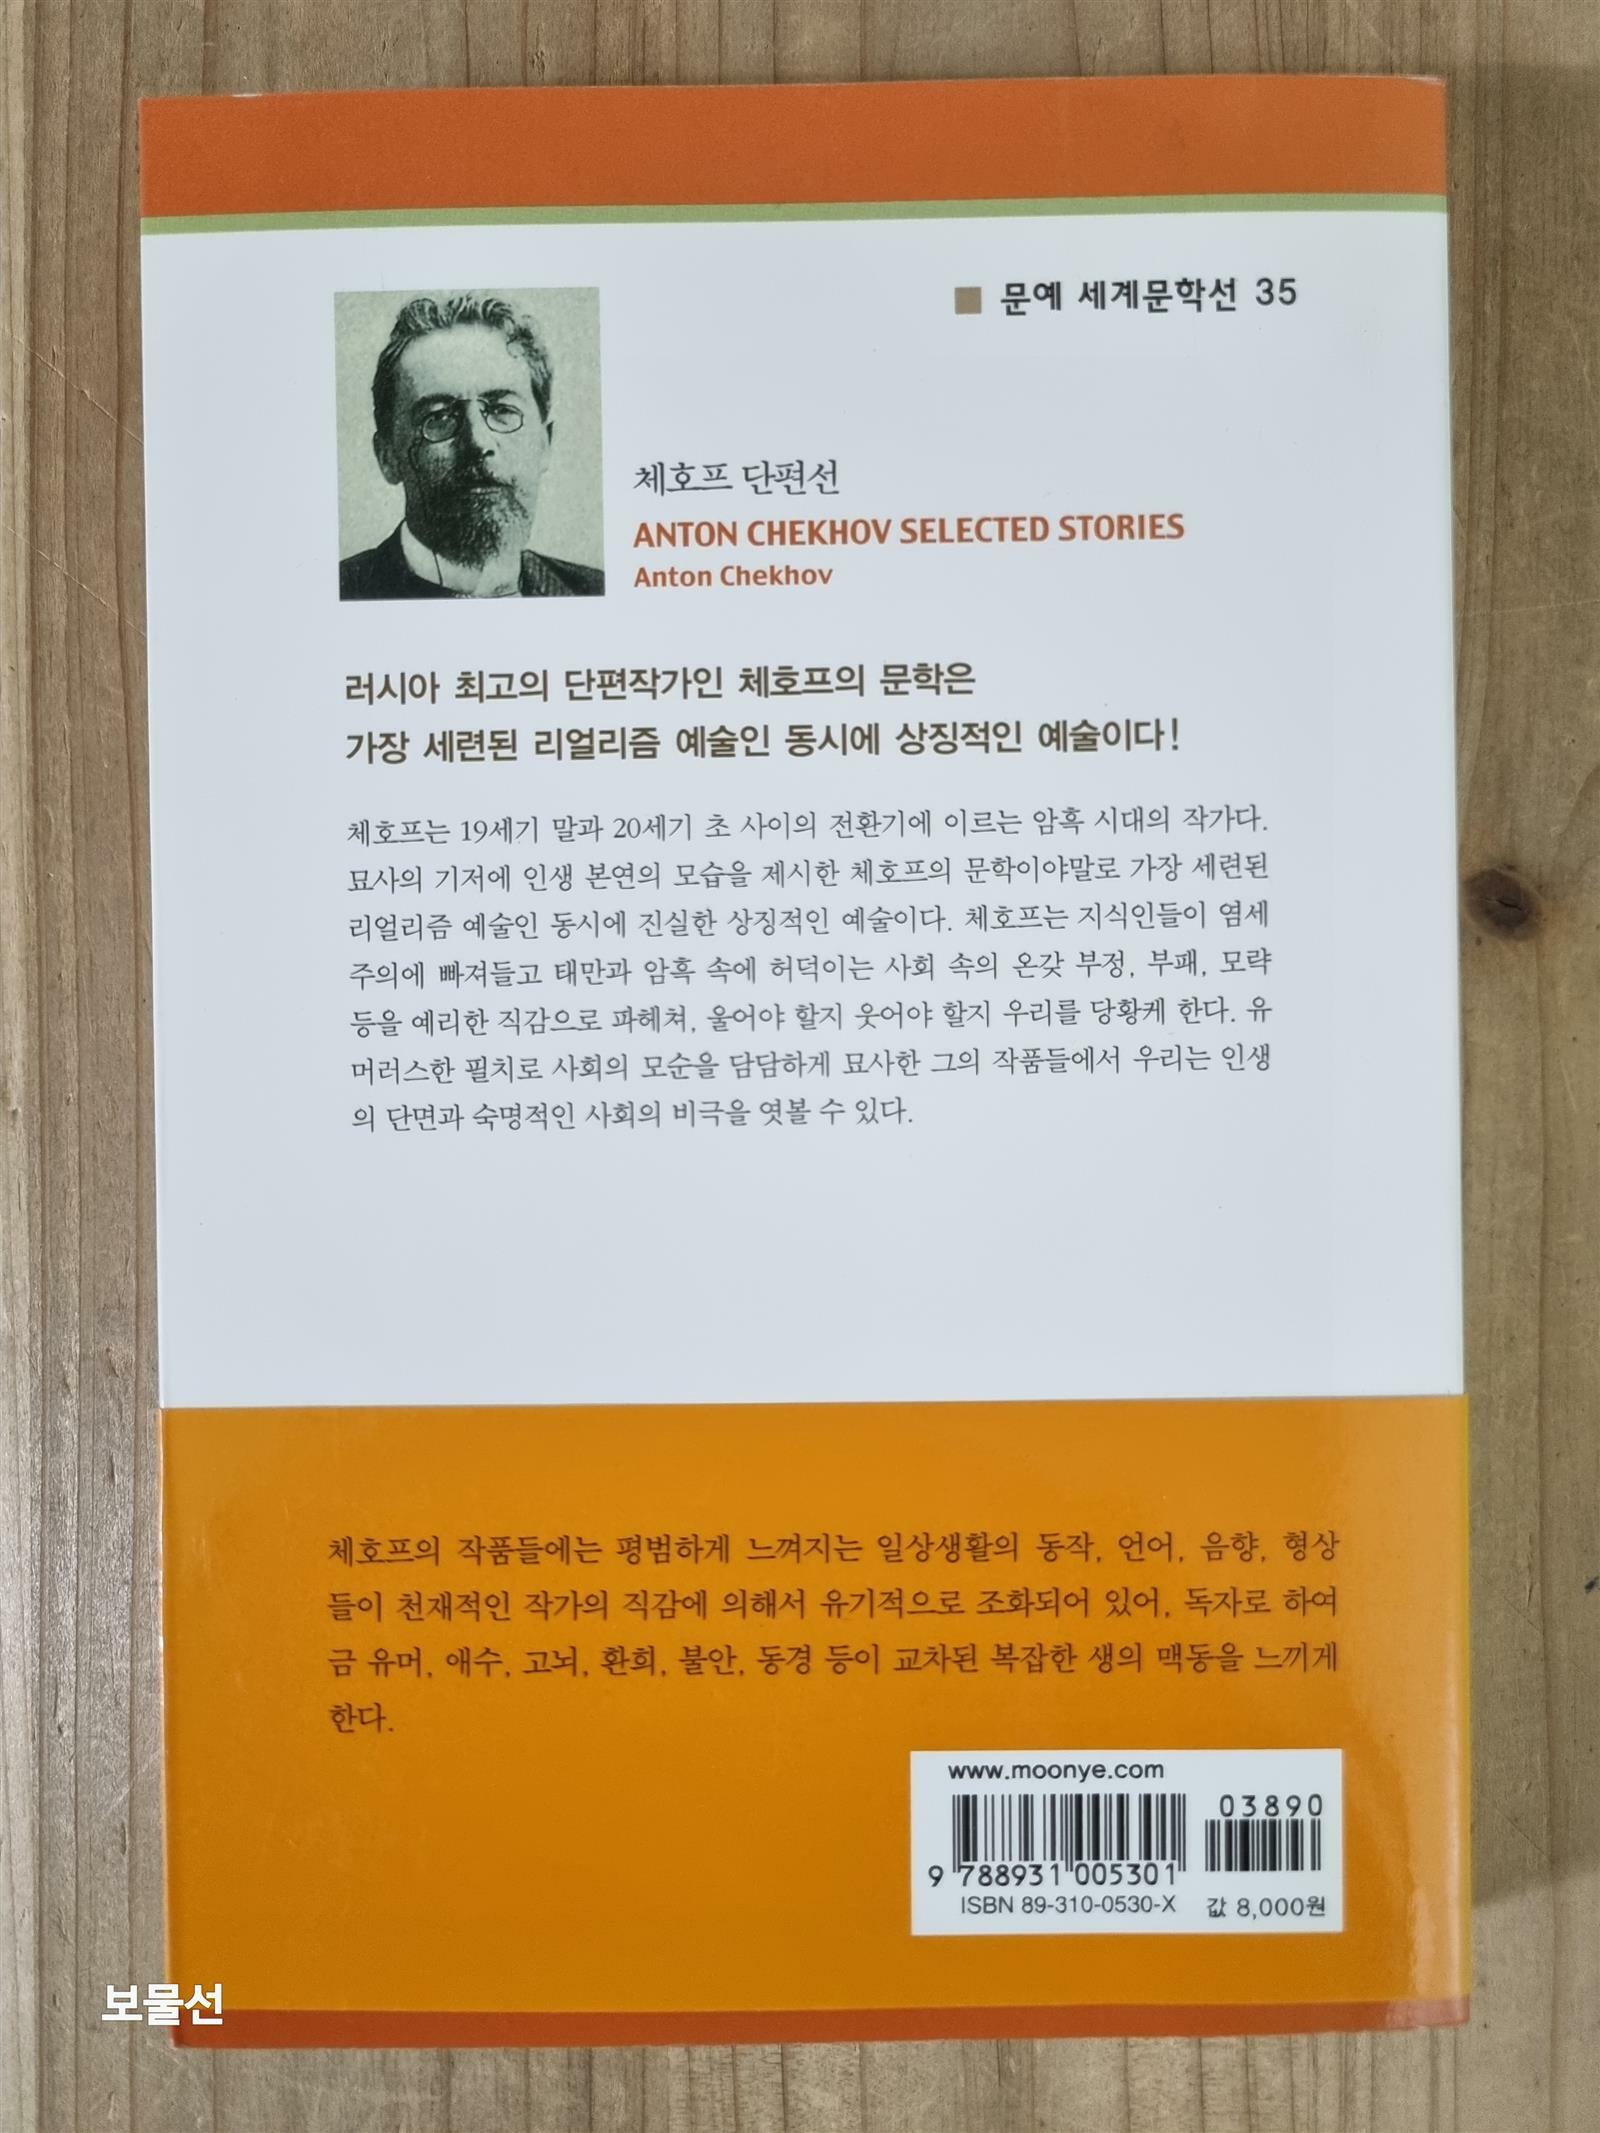 ■ 문예 세계문학선 35
체호프 단편선
ANTON CHEKHOV SELECTED STORIES
Anton Chekhov
러시아 최고의 단편작가인 체호프의 문학은
가장 세련된 리얼리즘 예술인 동시에 상징적인 예술이다!
체호프는 19세기 말과 20세기 초 사이의 전환기에 이르는 암흑 시대의 작가다.
묘사의 기저에 인생 본연의 모습을 제시한 체호프의 문학이야말로 가장 세련된
리얼리즘 예술인 동시에 진실한 상징적인 예술이다. 체호프는 지식인들이 염세
주의에 빠져들고 태만과 암흑 속에 허덕이는 사회 속의 온갖 부정, 부패, 모략
등을 예리한 직감으로 파헤쳐, 울어야 할지 웃어야 할지 우리를 당황케 한다. 유
머러스한 필치로 사회의 모순을 담담하게 묘사한 그의 작품들에서 우리는 인생
의 단면과 숙명적인 사회의 비극을 엿볼 수 있다.
체호프의 작품들에는 평범하게 느껴지는 일상생활의 동작, 언어, 음향, 형상
들이 천재적인 작가의 직감에 의해서 유기적으로 조화되어 있어, 독자로 하여
금 유머, 애수, 고뇌, 환희, 불안, 동경 등이 교차된 복잡한 생의 맥동을 느끼게
한다.
www.moonye.com
03890
9 788931 005301
ISBN 89-310-0530-X 값 8,000원
보물선